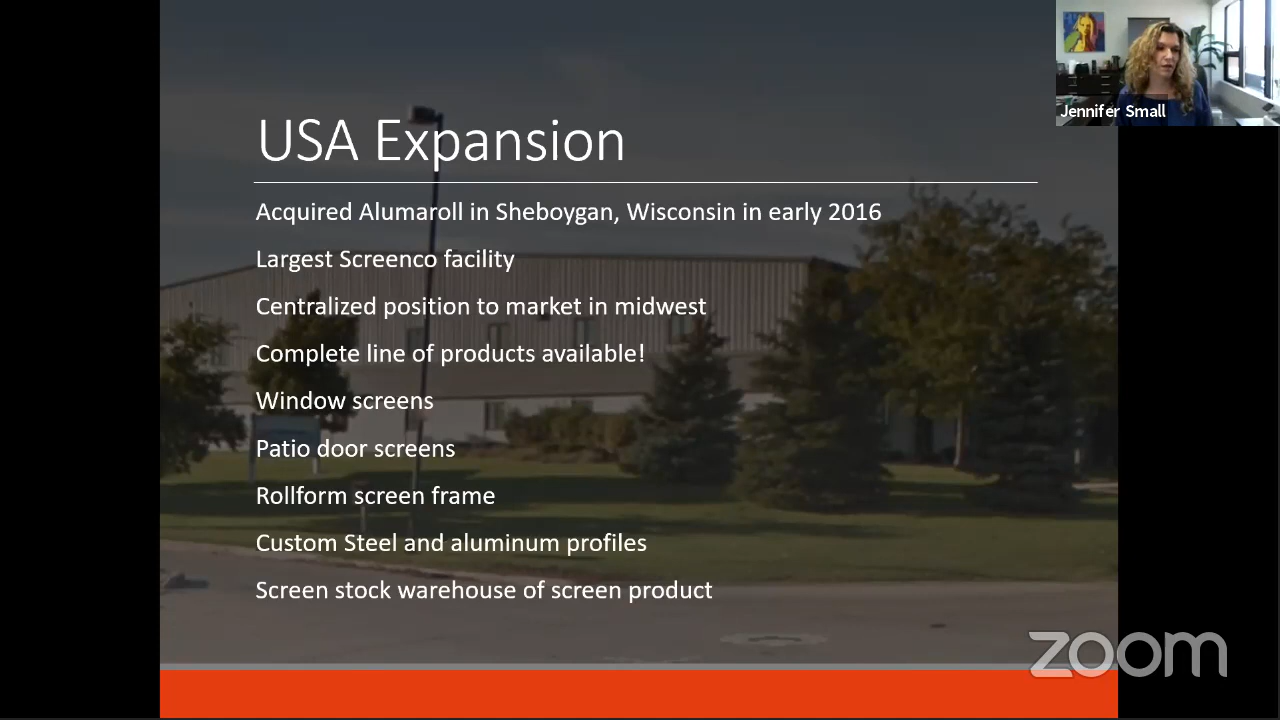 Jennifer Small
USA Expansion
Acquired Alumaroll in Sheboygan, Wisconsin in early 2016
Largest Screenco facility
Centralized position to market in midwest
Complete line of products available!
Window screens
Patio door screens
Rollform screen frame
Custom Steel and aluminum profiles
Screen stock warehouse of screen product
zoom